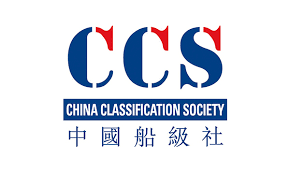 CCS
CHINA CLASSIFICATION SOCIETY
中國船級社